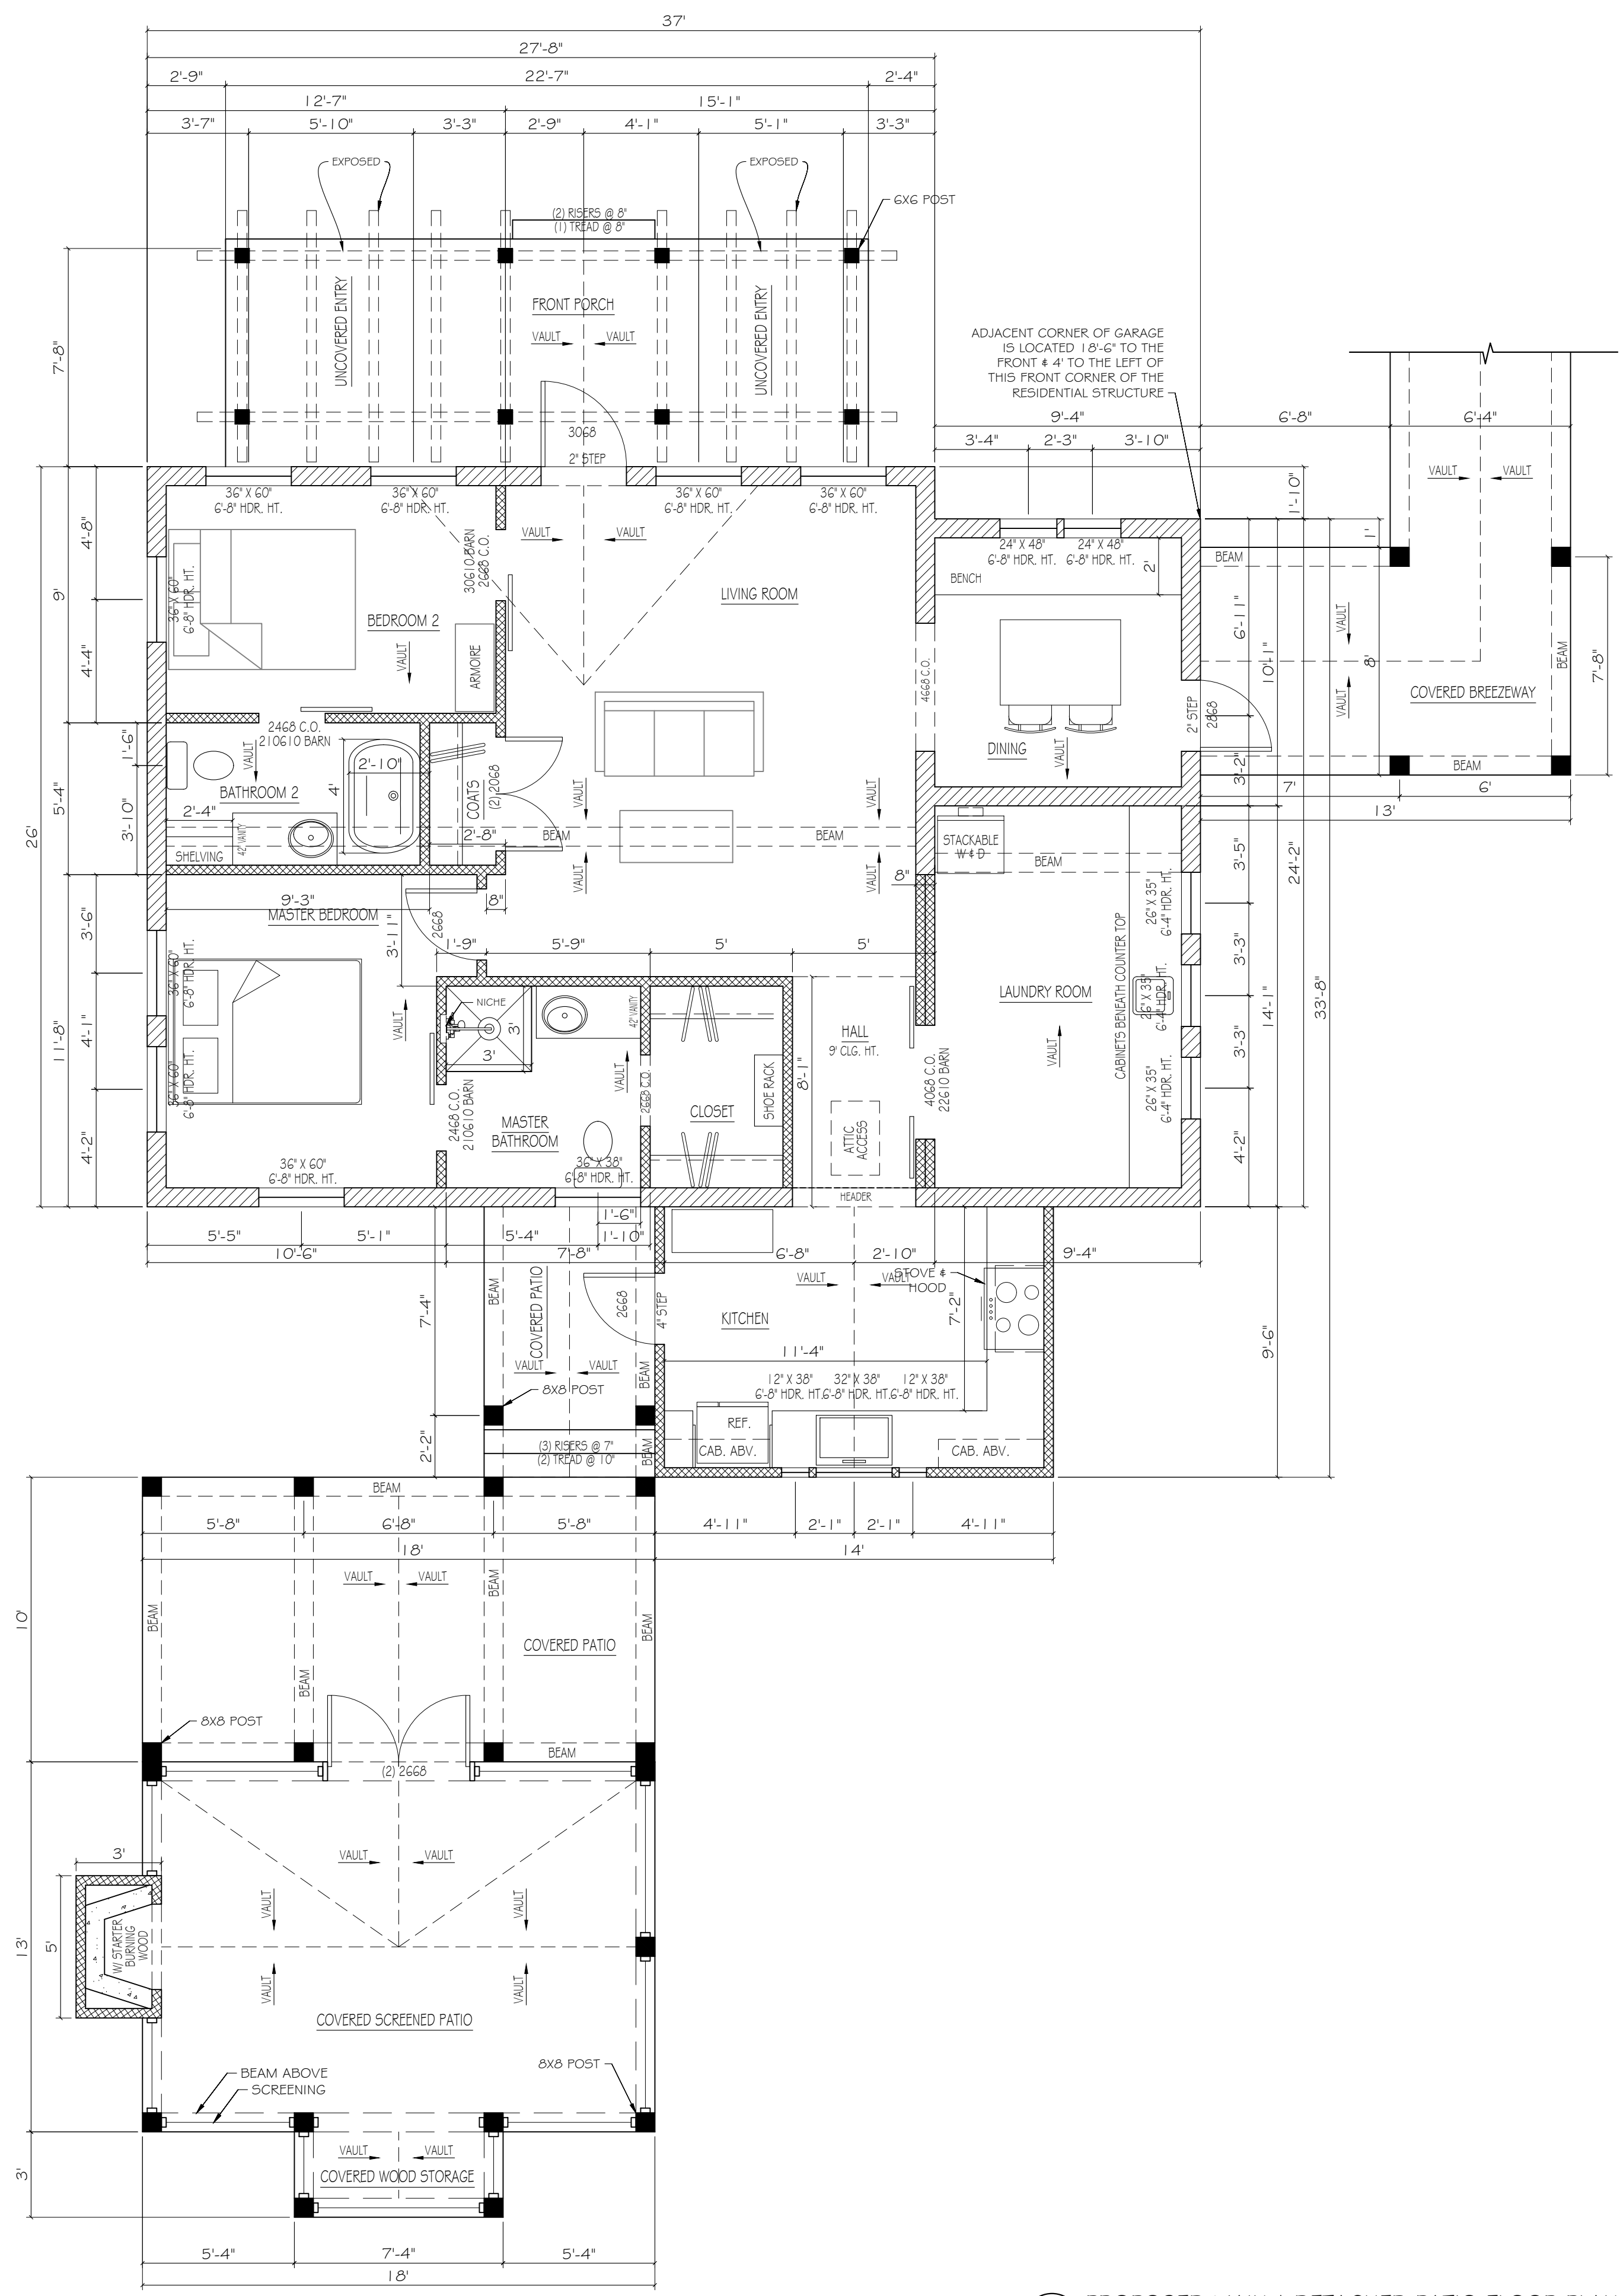 37'
27'-8"
2'-9" 22'-7" 2'-4"
12'-7" 15'-1"
3'-7" 5'-10" 3'-3" 2'-9" 4'-1" 5'-1" 3'-3"
EXPOSED EXPOSED
6X6 POST
(2) RISERS @ 8"
(1) TREAD @ 8"
UNCOVERED ENTRY
FRONT PORCH
UNCOVERED ENTRY
VAULT VAULT
7'-8"
ADJACENT CORNER OF GARAGE
IS LOCATED 18'-6" TO THE
FRONT & 4' TO THE LEFT OF
THIS FRONT CORNER OF THE
RESIDENTIAL STRUCTURE
9'-4" 6'-8" 6'-4"
3'-4" 2'-3" 3'-10"
3068
2" STEP
36" X 60"
6'-8" HDR. HT.
36" X 60"
6'-8" HDR. HT.
36" X 60"
6'-8" HDR. HT.
36" X 60"
6'-8" HDR. HT.
VAULT VAULT
VAULT VAULT
1'-10"
4'-8"
9'
4'-4"
26'
36" X 60"
6'-8" HDR. HT.
30610 BARN
2668 C.O.
BEDROOM 2
VAULT
ARMOIRE
LIVING ROOM
24" X 48"
6'-8" HDR. HT.
24" X 48"
6'-8" HDR. HT.
BENCH
2'
4668 C.O.
DINING
VAULT
2" STEP
2868
BEAM
VAULT
VAULT
BEAM
COVERED BREEZEWAY
BEAM
1'
8'
7'-8"
6'-11"
10'-1"
3'-2"
7' 6'
13'
2468 C.O.
210610 BARN
VAULT
BATHROOM 2
2'-10"
4'
2'-4"
42" VANITY
SHELVING
COATS
(2) 2068
2'-8"
1'-6"
5'-4"
3'-10"
VAULT
VAULT
BEAM
BEAM
VAULT
VAULT
STACKABLE
W & D
BEAM
8"
3'-5"
24'-2"
33'-8"
14'-1"
3'-3"
3'-3"
4'-2"
26" X 35"
6'-4" HDR. HT.
26" X 35"
6'-4" HDR. HT.
26" X 35"
6'-4" HDR. HT.
CABINETS BENEATH COUNTER TOP
LAUNDRY ROOM
VAULT
9'-3"
MASTER BEDROOM
3'-11"
2668
8"
1'-9" 5'-9" 5' 5'
3'-6"
11'-8"
4'-1"
4'-2"
36" X 60"
6'-8" HDR. HT.
36" X 60"
6'-8" HDR. HT.
VAULT
NICHE
3'
3'
42" VANITY
VAULT
2668 C.O.
2468 C.O.
210610 BARN
MASTER
BATHROOM
CLOSET
SHOE RACK
8'-1"
HALL
9' CLG. HT.
4068 C.O.
22610 BARN
ATTIC
ACCESS
36" X 60"
6'-8" HDR. HT.
36" X 38"
6'-8" HDR. HT.
HEADER
5'-5" 5'-1" 5'-4" 1'-6"
1'-10"
10'-6" 7'-8" 6'-8" 2'-10" 9'-4"
BEAM
COVERED PATIO
2668
4" STEP
VAULT VAULT
STOVE &
HOOD
KITCHEN
7'-2"
7'-4"
VAULT VAULT
BEAM
11'-4"
12" X 38"
6'-8" HDR. HT.
32" X 38"
6'-8" HDR. HT.
12" X 38"
6'-8" HDR. HT.
9'-6"
8X8 POST
REF.
CAB. ABV.
CAB. ABV.
2'-2"
(3) RISERS @ 7"
(2) TREAD @ 10"
BEAM
BEAM
5'-8" 6'-8" 5'-8" 4'-11" 2'-1" 2'-1" 4'-11"
18' 14'
VAULT VAULT
BEAM
BEAM
BEAM
10'
COVERED PATIO
BEAM
8X8 POST
BEAM
(2) 2668
VAULT VAULT
3'
5'
13'
VAULT
VAULT
VAULT
VAULT
W/ STARTER
BURNING
WOOD
COVERED SCREENED PATIO
BEAM ABOVE
SCREENING
8X8 POST
VAULT VAULT
COVERED WOOD STORAGE
3'
5'-4" 7'-4" 5'-4"
18'